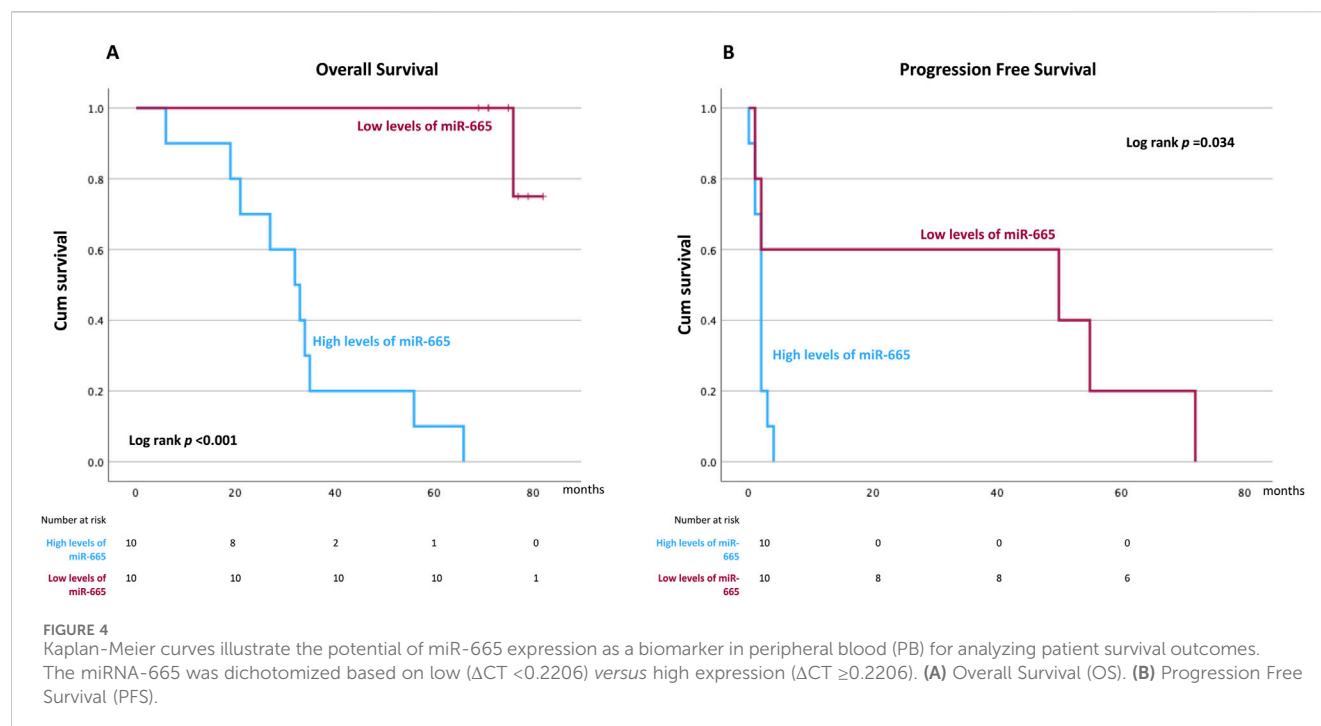 A
Overall Survival
1.0
0.8
0.6
0.4
0.2
0.0
Cum survival
Low levels of miR-665
High levels of miR-665
Log rank p <0.001
0 20 40 60 80 months
Number at risk
High levels of miR-665 10 8 2 1 0
Low levels of miR-665 10 10 10 10 1
B
Progression Free Survival
1.0
0.8
0.6
0.4
0.2
0.0
Cum survival
Log rank p =0.034
Low levels of miR-665
High levels of miR-665
0 20 40 60 80 months
Number at risk
High levels of miR-
665 10 0 0 0
Low levels of miR-
665 10 8 8 6
FIGURE 4
Kaplan-Meier curves illustrate the potential of miR-665 expression as a biomarker in peripheral blood (PB) for analyzing patient survival outcomes.
The miRNA-665 was dichotomized based on low (ΔCT <0.2206) versus high expression (ΔCT ≥0.2206). (A) Overall Survival (OS). (B) Progression Free
Survival (PFS).